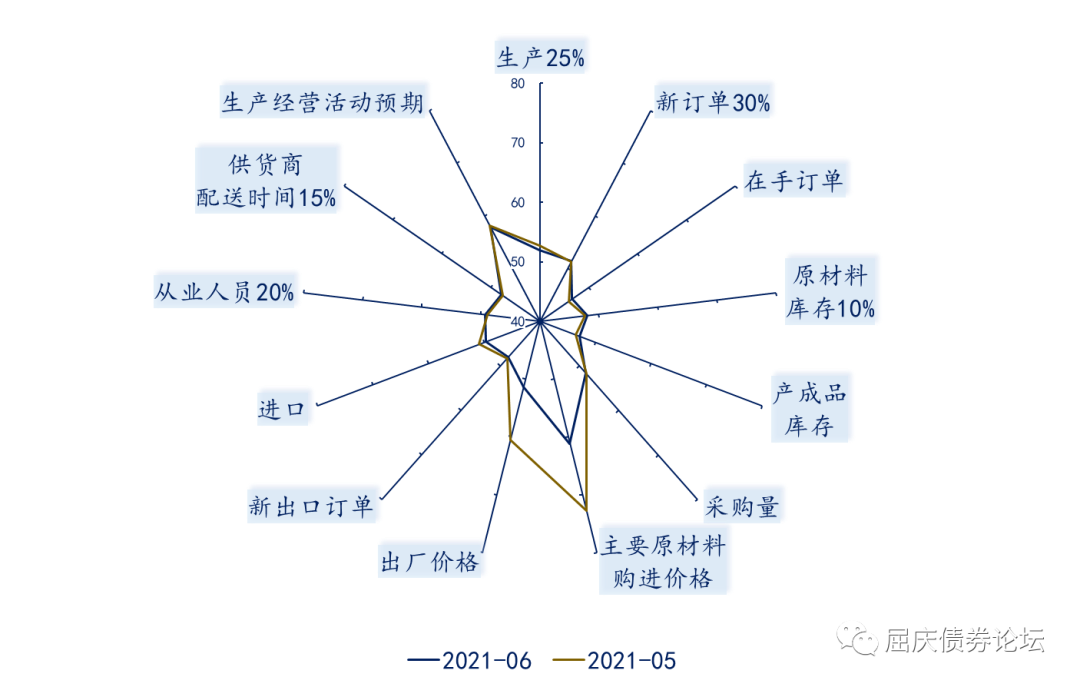 生产25%
80
生产经营活动预期
新订单30%
70
供货商
配送时间15%
在手订单
60
50
从业人员20%
原材料
库存10%
40
进口
产成品
库存
新出口订单
采购量
出厂价格
主要原材料
购进价格
屈庆债券论坛
2021-06
2021-05